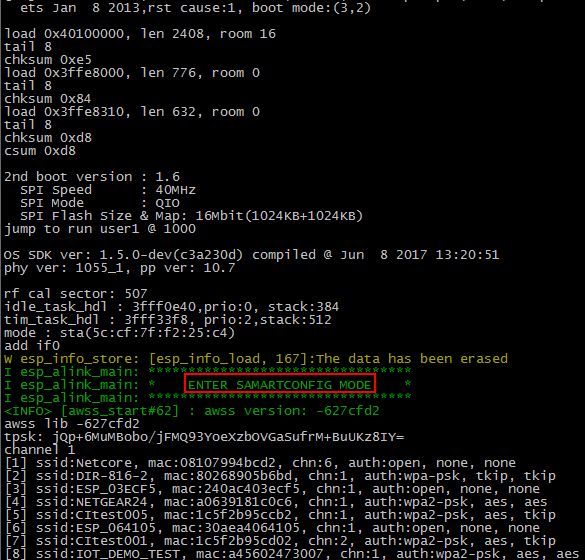 ets Jan  8 2013,rst cause:1, boot mode:(3,2)
load 0x40100000, len 2408, room 16
tail 8
chksum 0xe5
load 0x3ffe8000, len 776, room 0
tail 8
chksum 0x84
load 0x3ffe8310, len 632, room 0
tail 8
chksum 0xd8
csum 0xd8
2nd boot version : 1.6
SPI Speed      : 40MHz
SPI Mode       : QIO
SPI Flash Size & Map: 16Mbit(1024KB+1024KB)
jump to run user1 @ 1000
OS SDK ver: 1.5.0-dev(c3a230d) compiled @ Jun  8 2017 13:20:51
phy ver: 1055_1, pp ver: 10.7
rf cal sector: 507
idle_task_hdl : 3fff0e40,prio:0, stack:384
tim_task_hdl : 3fff33f8, prio:2,stack:512
mode : sta(5c:cf:7f:f2:25:c4)
add if0
W esp_info_store: [esp_info_load, 167]:The data has been erased
I esp_alink_main: *********************************
I esp_alink_main: *    ENTER SAMARTCONFIG MODE    *
I esp_alink_main: *********************************
<INFO> [awss_start#62] : awss version: -627cfd2
awss lib -627cfd2
tpsk: jQp+6MuMBobo/jFMQ93YoeXzbOVGaSufrM+BuUKz8IY=
channel 1
[1] ssid:Netcore, mac:08107994bcd2, chn:6, auth:open, none, none
[2] ssid:DIR-816-2, mac:80268905b6bd, chn:1, auth:wpa-psk, tkip, tkip
[3] ssid:ESP_03ECF5, mac:240ac403ecf5, chn:1, auth:open, none, none
[4] ssid:NETGEAR24, mac:a0639181c06a, chn:1, auth:wpa2-psk, aes, aes
[5] ssid:CItest005, mac:1c5f2b95ccb2, chn:1, auth:wpa2-psk, aes, tkip
[6] ssid:ESP_064105, mac:30aea4064105, chn:1, auth:open, none, none
[7] ssid:CItest001, mac:1c5f2b95cd02, chn:2, auth:wpa2-psk, aes, tkip
[8] ssid:IOT_DEMO_TEST, mac:a45602473007, chn:1, auth:wpa2-psk, aes, aes